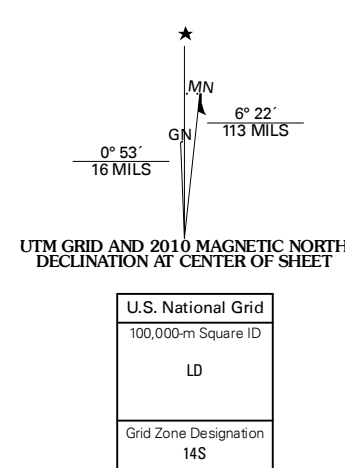 ★
MN
6° 22´
113 MILS
GN
0° 53´
16 MILS
UTM GRID AND 2010 MAGNETIC NORTH
DECLINATION AT CENTER OF SHEET
U.S. National Grid
100,000-m Square ID
LD
Grid Zone Designation
14S